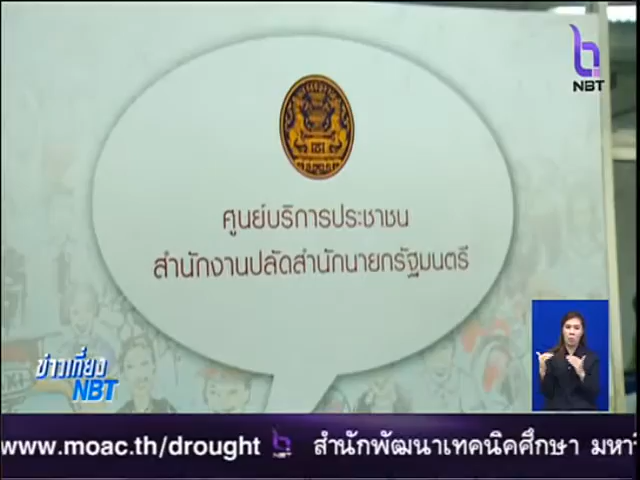 NBT
ศูนย์บริการประชาชน
สำนักงานปลัดสำนักนายกรัฐมนตรี
ข่าวเที่ยง
NBT
www.moac.th/drought สำนักพัฒนาเทคนิคศึกษา มหาวิ